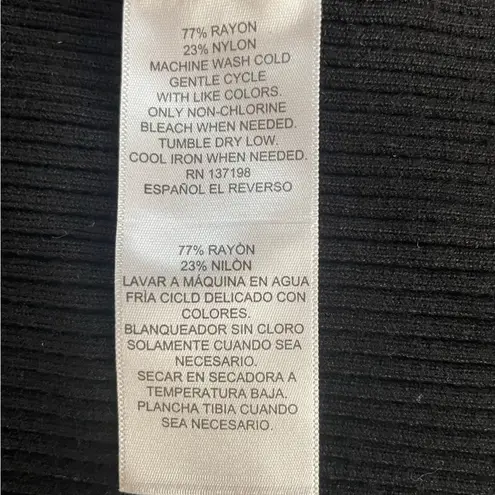 77% RAYON
23% NYLON
MACHINE WASH COLD
GENTLE CYCLE
WITH LIKE COLORS.
ONLY NON-CHLORINE
BLEACH WHEN NEEDED.
TUMBLE DRY LOW.
COOL IRON WHEN NEEDED.
RN 137198
ESPAÑOL EL REVERSO
77% RAYÒN
23% NILÒN
LAVAR A MÁQUINA EN AGUA
FRÍA CICLD DELICADO CON
COLORES.
BLANQUEADOR SIN CLORO
SOLAMENTE CUANDO SEA
NECESARIO.
SECAR EN SECADORA A
TEMPERATURA BAJA.
PLANCHA TIBIA CUANDO
SEA NECESARIO.